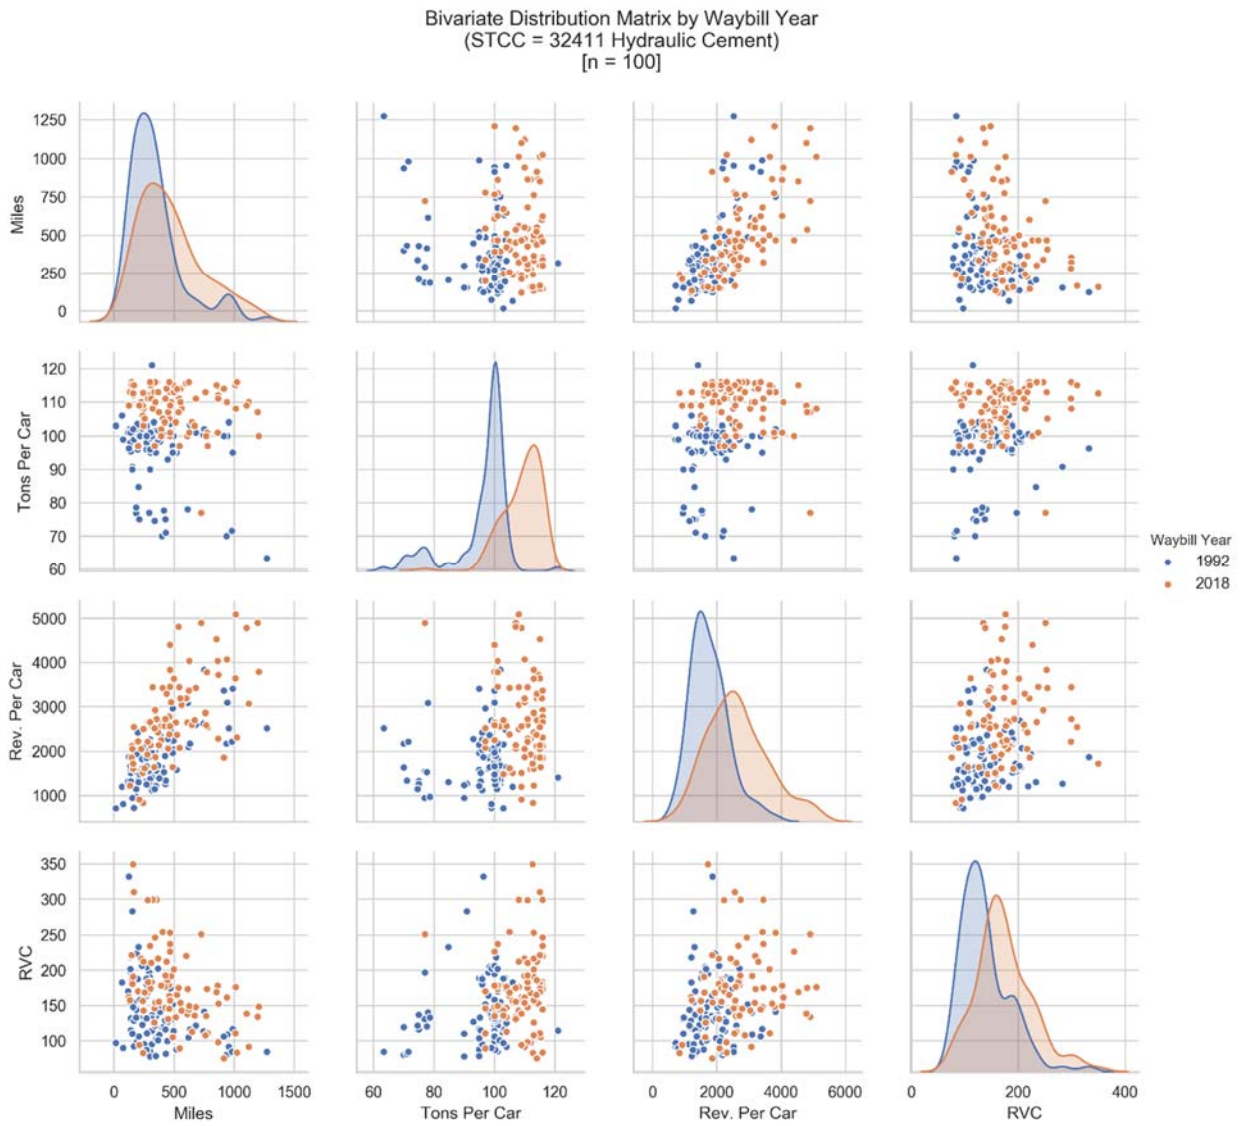 Bivariate Distribution Matrix by Waybill Year
(STCC = 32411 Hydraulic Cement)
[n = 100]
1250
1000
750
500
250
0
Miles
120
110
100
90
80
70
60
Tons Per Car
Waybill Year
1992
2018
5000
4000
3000
2000
1000
Rev. Per Car
350
300
250
200
150
100
RVC
0 500 1000 1500
60 80 100 120
0 2000 4000 6000
0 200 400
Miles
Tons Per Car
Rev. Per Car
RVC